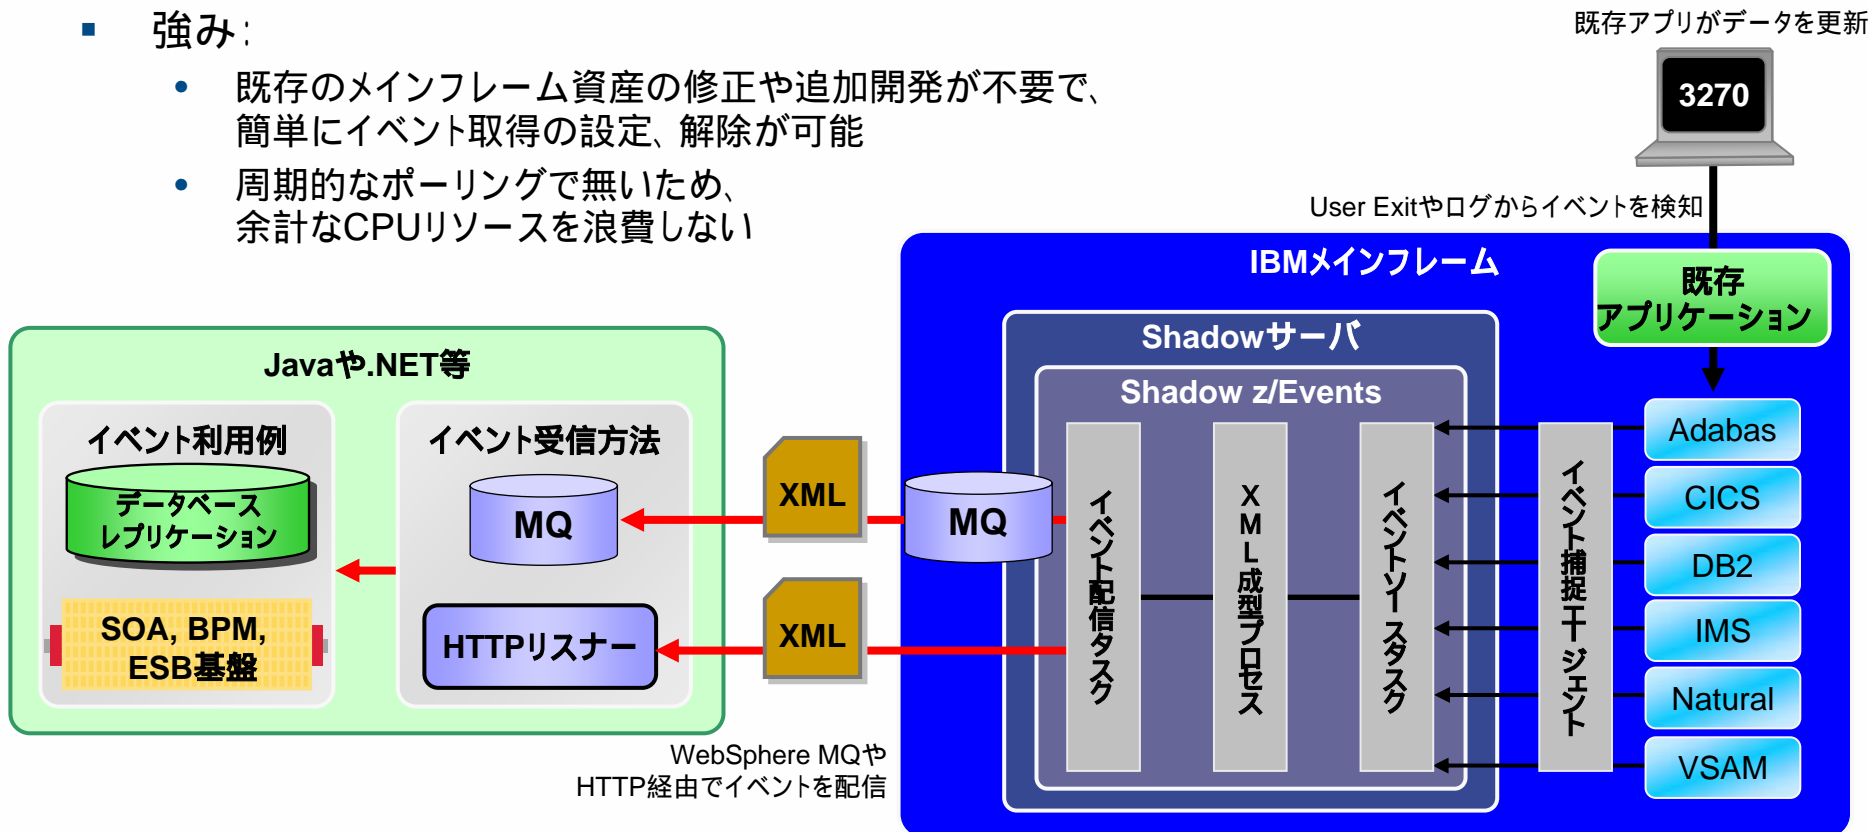 強み:
既存のメインフレーム資産の修正や追加開発が不要で、
簡単にイベント取得の設定、解除が可能
周期的なポーリングで無いため、
余計なCPUリソースを浪費しない
既存アプリがデータを更新
3270
User Exitやログからイベントを検知
IBMメインフレーム
既存
アプリケーション
Shadowサーバ
Shadow z/Events
Javaや.NET等
イベント利用例
データベース
レプリケーション
SOA, BPM,
ESB基盤
イベント受信方法
MQ
HTTPリスナー
XML
XML
MQ
イベント配信タスク
XML成型プロセス
イベントソースタスク
イベント捕捉エージェント
Adabas
CICS
DB2
IMS
Natural
VSAM
WebSphere MQや
HTTP経由でイベントを配信